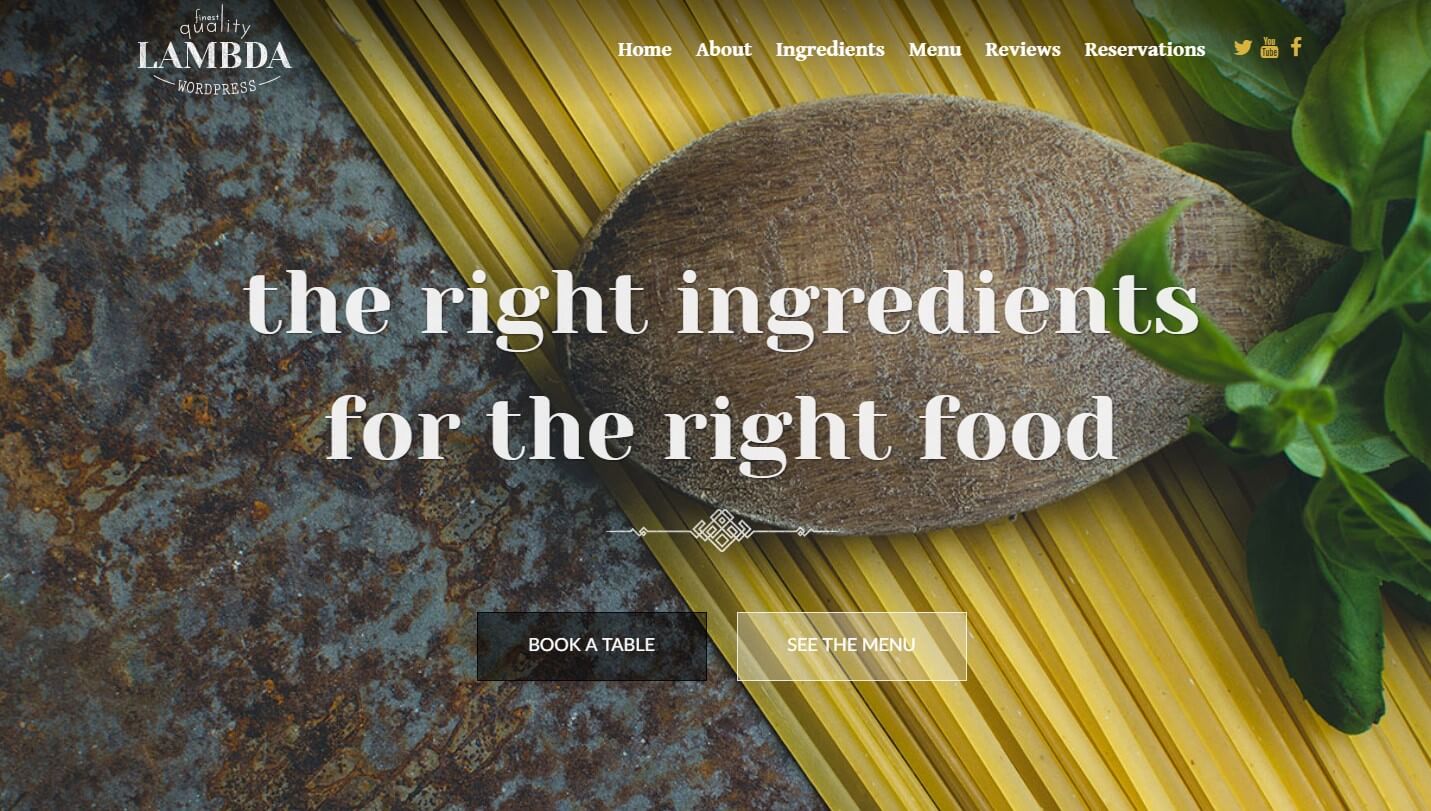 finest
quality
LAMBDA
WORDPRESS
Home About Ingredients Menu Reviews Reservations
You
Tube
the right ingredients
for the right food
BOOK A TABLE
SEE THE MENU